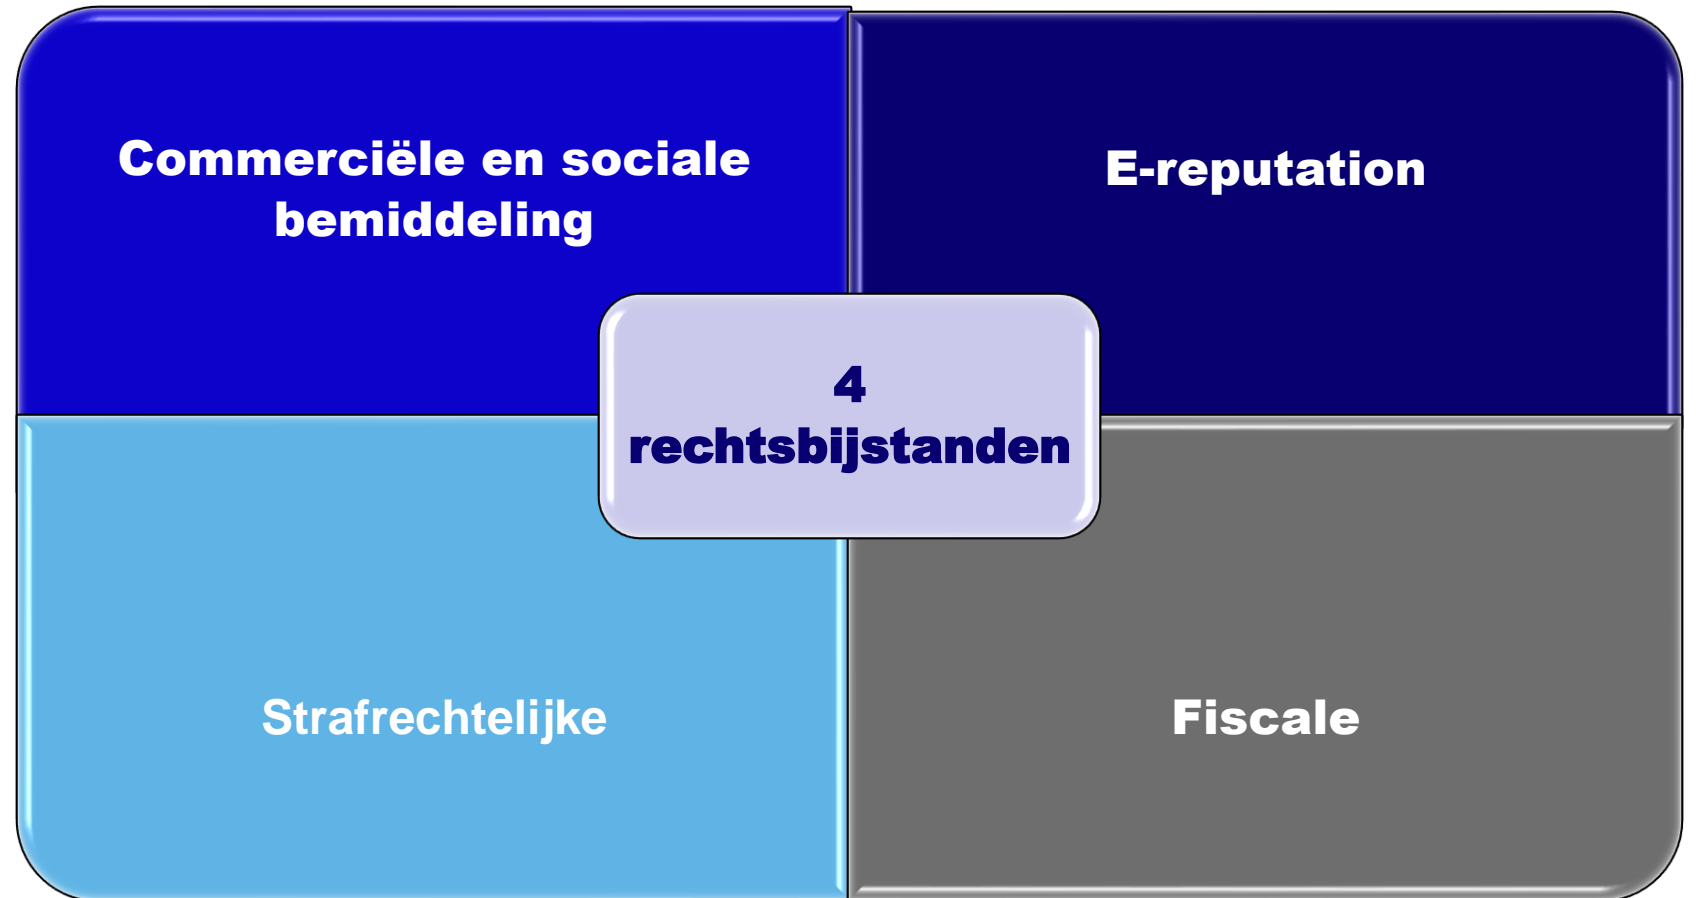 Commerciële en sociale
bemiddeling
E-reputation
4
rechtsbijstanden
Strafrechtelijke
Fiscale